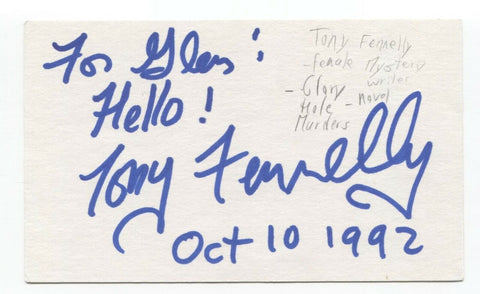 For Glen:
Hello!
Tony Fennelly
Oct 10 1992
Tony Fennelly
-female Mystery
writer
- Glory - novel
Hole
Murders